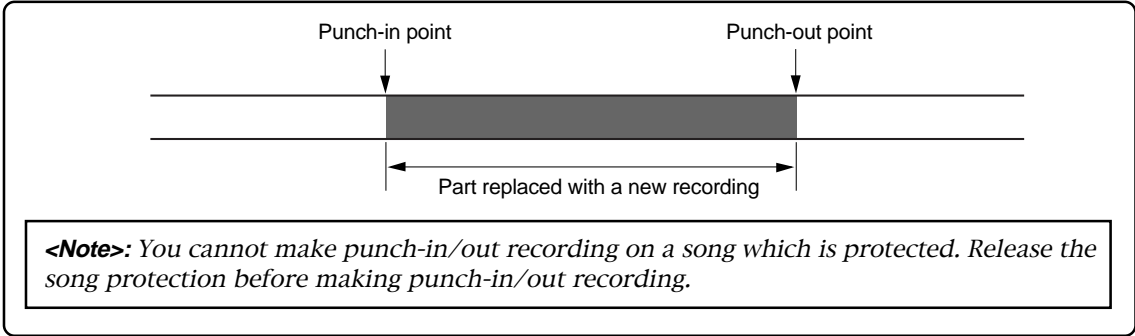 Punch-in point
Punch-out point
Part replaced with a new recording
<Note>: You cannot make punch-in/out recording on a song which is protected. Release the
song protection before making punch-in/out recording.